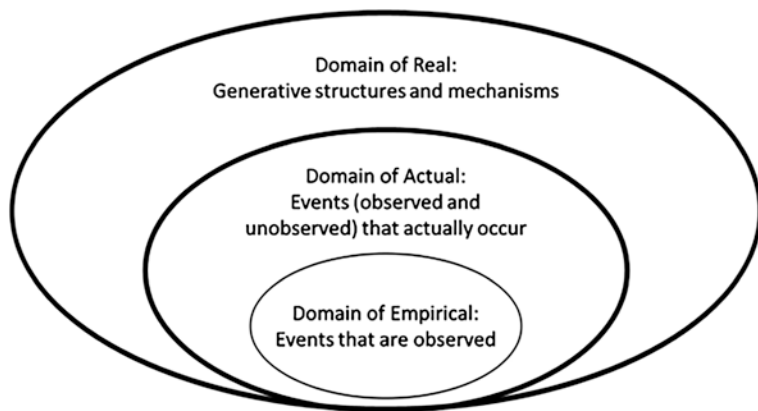 Domain of Real:
Generative structures and mechanisms
Domain of Actual:
Events (observed and
unobserved) that actually occur
Domain of Empirical:
Events that are observed